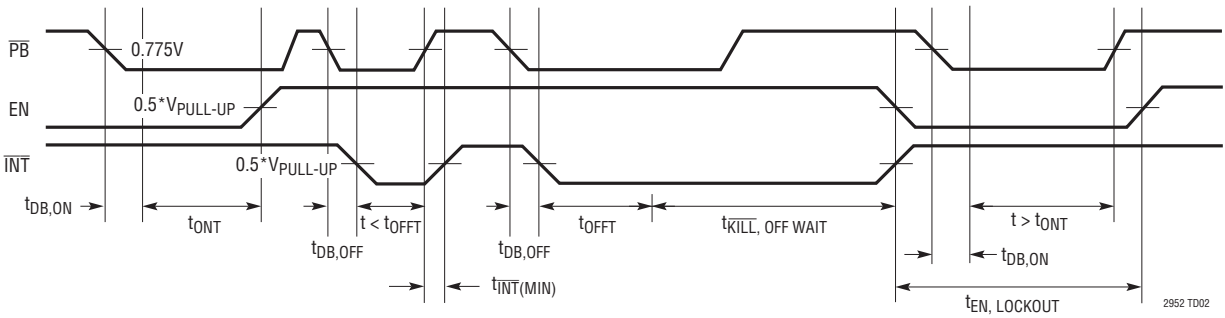 PB
0.775V
EN
0.5*VPULL-UP
INT
0.5*VPULL-UP
tDB,ON
tONT
t < tOFFT
tOFFT
tKILL, OFF WAIT
t > tONT
tDB,OFF
tDB,OFF
tDB,ON
tINT(MIN)
tEN, LOCKOUT
2952 TD02